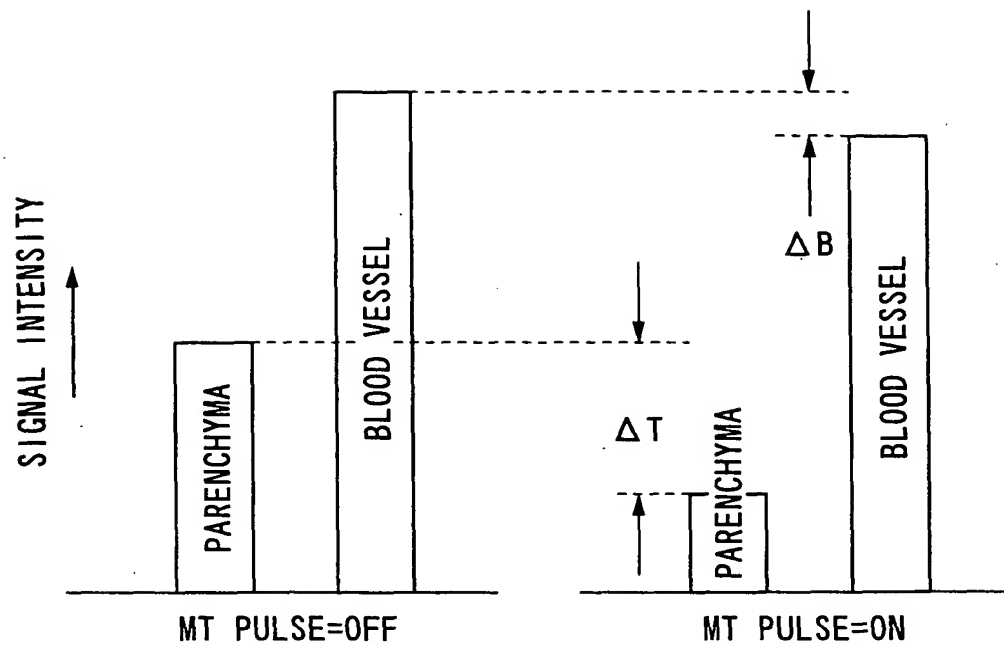 SIGNAL INTENSITY
PARENCHYMA
BLOOD VESSEL
MT PULSE=OFF
ΔT
PARENCHYMA
ΔB
BLOOD VESSEL
MT PULSE=ON